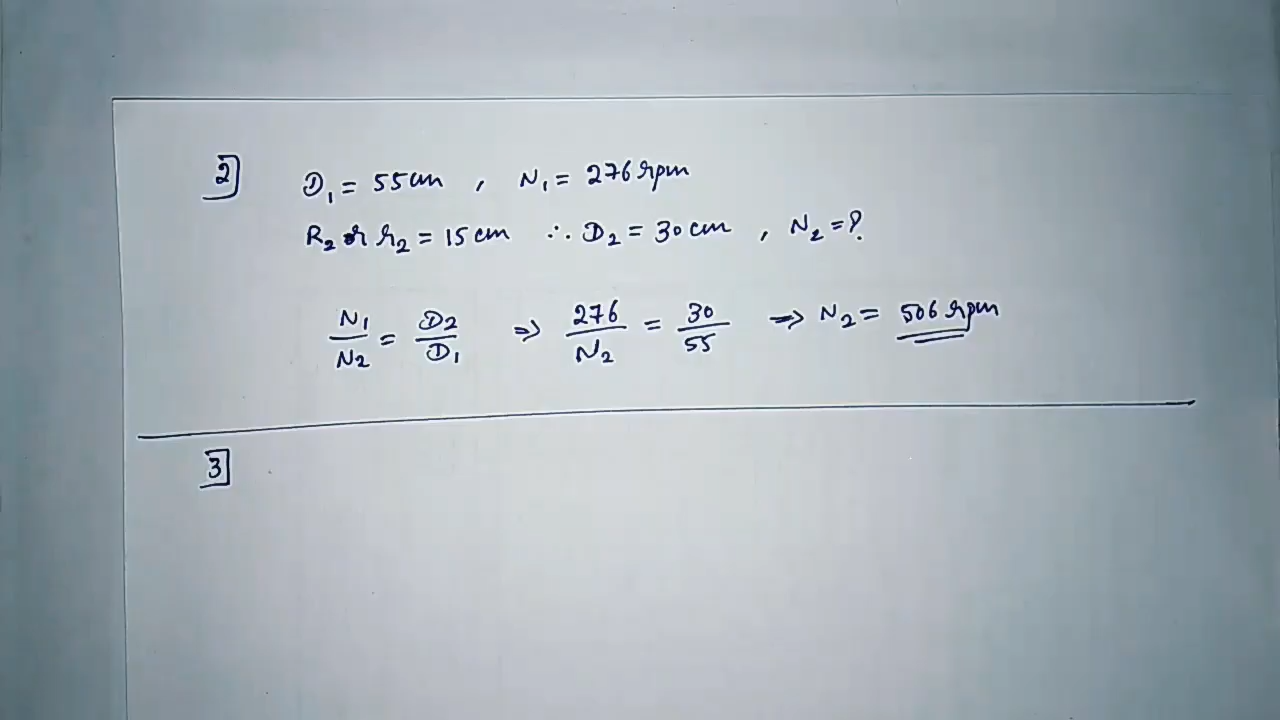 2] D₁ = 55 cm , N₁ = 276 rpm
R₂ or r₂ = 15 cm ∴ D₂ = 30 cm , N₂ = ?
N₁/N₂ = D₂/D₁ ⇒ 276/N₂ = 30/55 ⇒ N₂ = 506 rpm
3]